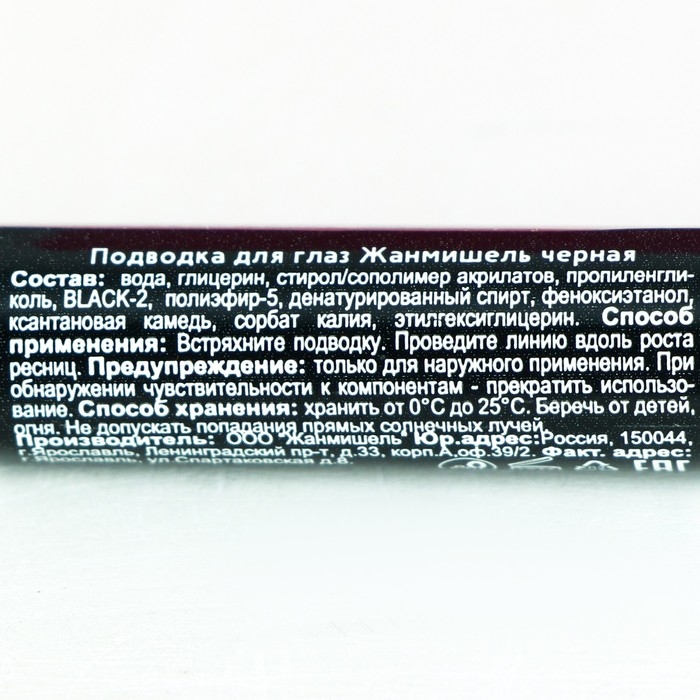 Подводка для глаз Жанмишель черная
Состав: вода, глицерин, стирол/сополимер акрилатов, пропиленгли-
коль, BLACK-2, полиэфир-5, денатурированный спирт, феноксиэтанол,
ксантановая камедь, сорбат калия, этилгексиглицерин. Способ
применения: Встряхните подводку. Проведите линию вдоль роста
ресниц. Предупреждение: только для наружного применения. При
обнаружении чувствительности к компонентам - прекратить использо-
вание. Способ хранения: хранить от 0°С до 25°С. Беречь от детей,
огня. Не допускать попадания прямых солнечных лучей.
Производитель: ООО "Жанмишель" Юр.адрес:Россия, 150044,
г.Ярославль, Ленинградский пр-т, д.33, корп.А,оф.39/2. Факт. адрес:
г.Ярославль, ул.Спартаковская д.8.
EAC